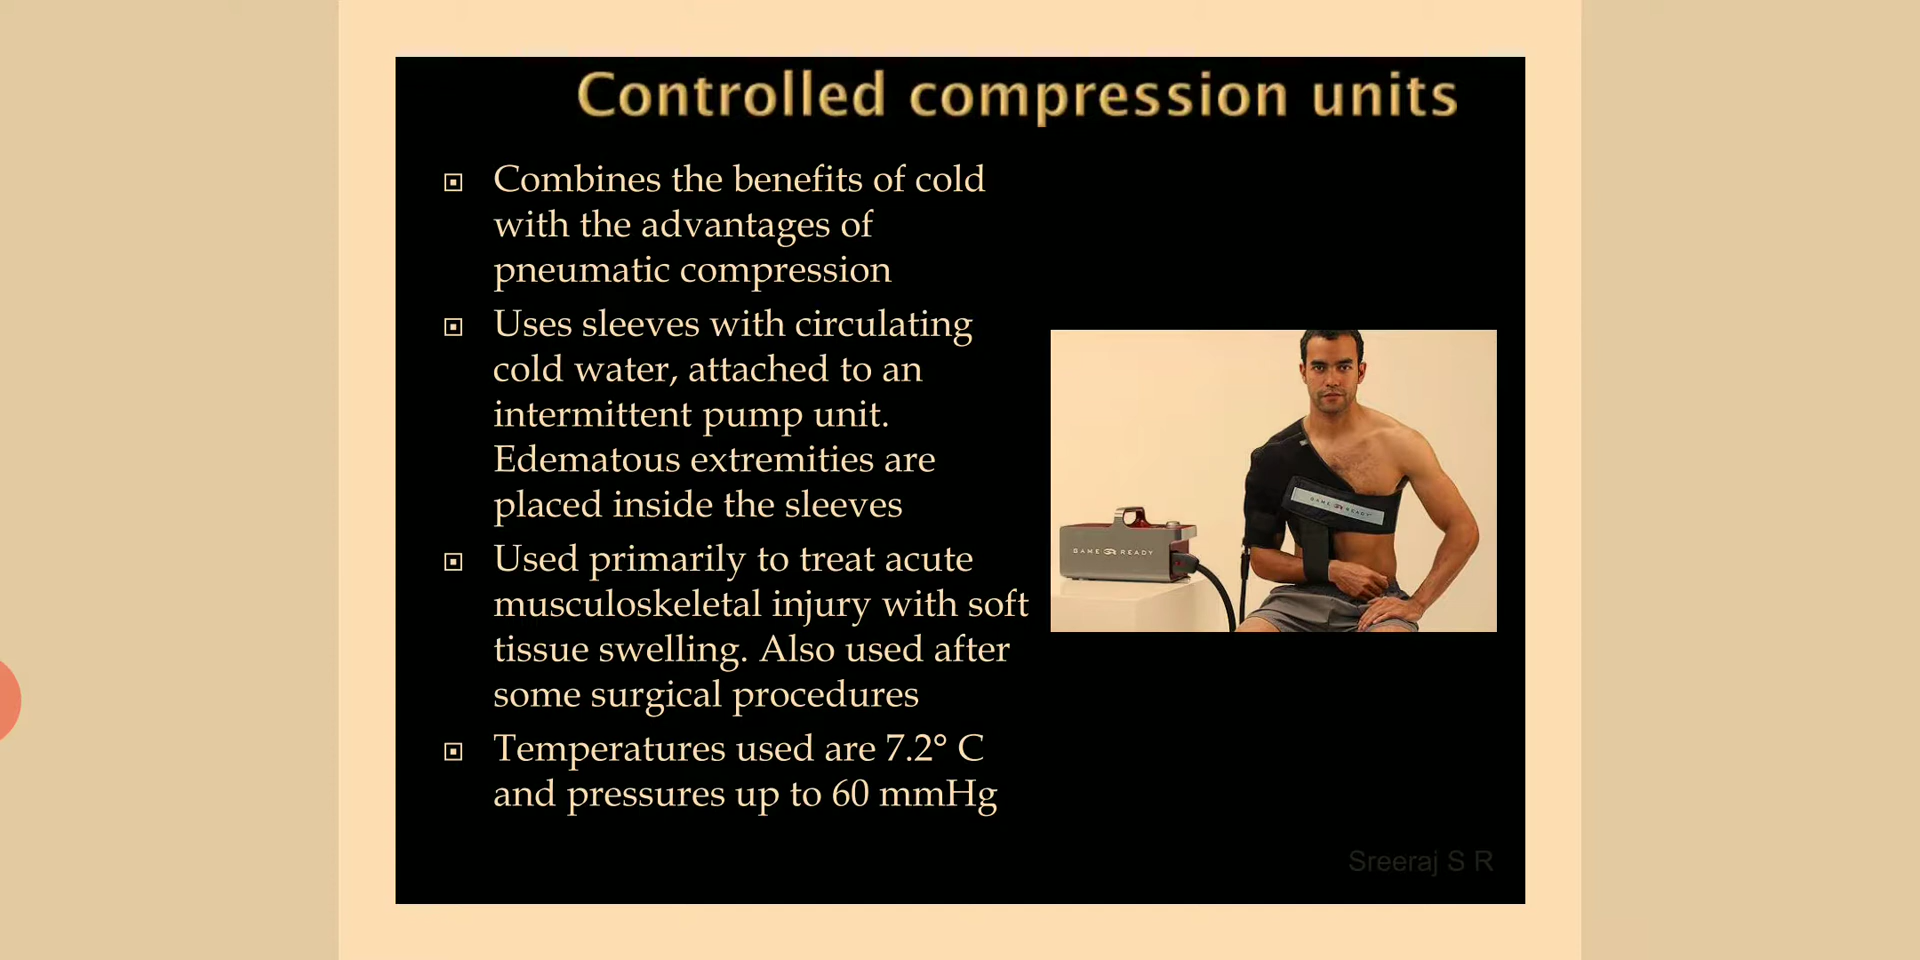 Controlled compression units
Combines the benefits of cold
with the advantages of
pneumatic compression
Uses sleeves with circulating
cold water, attached to an
intermittent pump unit.
Edematous extremities are
placed inside the sleeves
Used primarily to treat acute
musculoskeletal injury with soft
tissue swelling. Also used after
some surgical procedures
Temperatures used are 7.2° C
and pressures up to 60 mmHg
GAME READY
GAME READY
Sreeraj S R